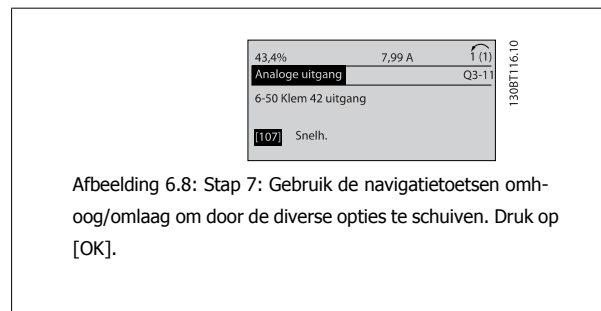 43,4% 7,99 A 1 (1)
Analoge uitgang Q3-11
6-50 Klem 42 uitgang
[107] Snelh.
130BT116.10
Afbeelding 6.8: Stap 7: Gebruik de navigatietoetsen omh-
oog/omlaag om door de diverse opties te schuiven. Druk op
[OK].